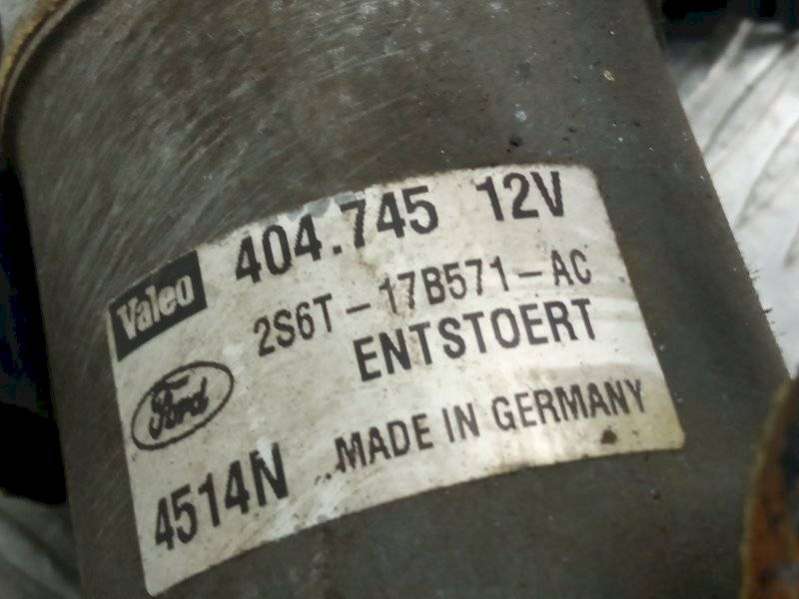 Valeo 404.745 12V
2S6T-17B571-AC
Ford ENTSTOERT
4514N MADE IN GERMANY